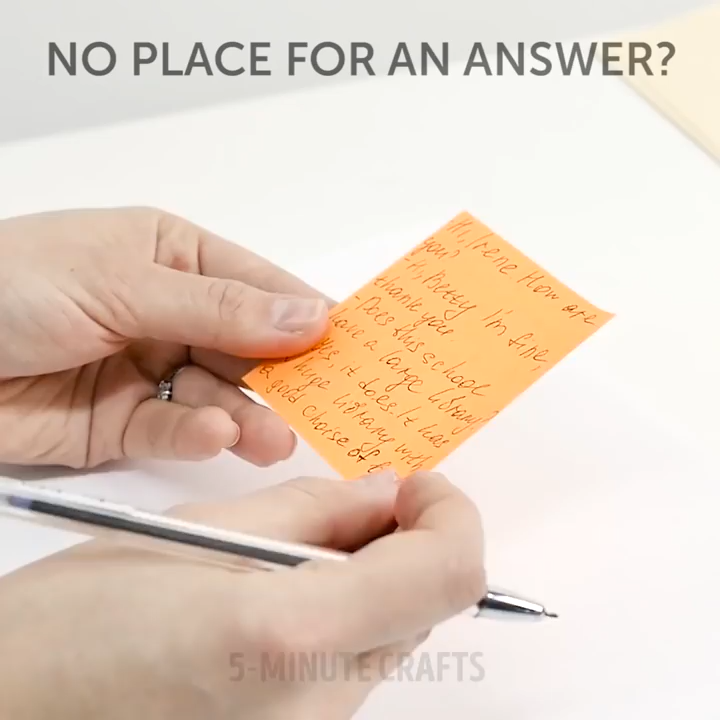 NO PLACE FOR AN ANSWER?
-Hi, Irene How are
you?
-Hi, Betty I'm fine,
thank you.
-Does this school
have a large library?
-Yes, it does. It has
a huge library with
a good choise of
5-MINUTE CRAFTS